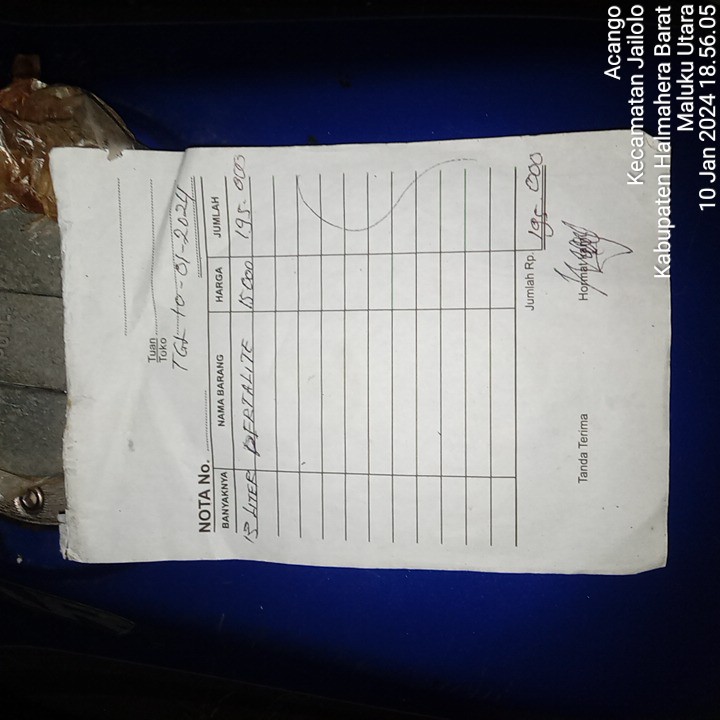 Acango
Kecamatan Jailolo
Kabupaten Halmahera Barat
Maluku Utara
10 Jan 2024 18.56.05
Tuan
Toko
TGL 10-01-2024
NOTA No.
BANYAKNYA NAMA BARANG HARGA JUMLAH
13 LITER PERTALITE 15 000 195.000
Jumlah Rp. 195.000
Tanda Terima